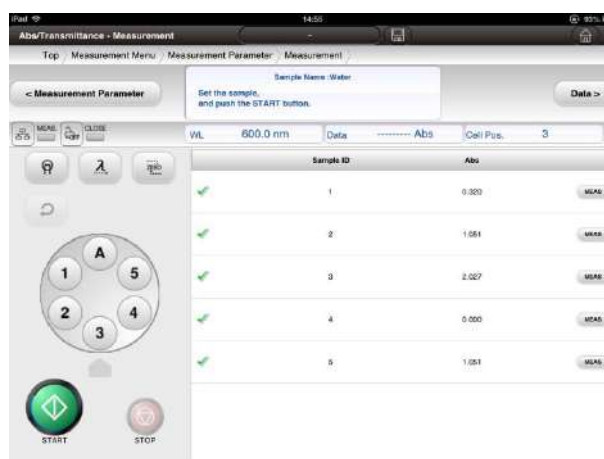 iPad 14:55 93%
Abs/Transmittance - Measurement -
Top Measurement Menu Measurement Parameter Measurement
< Measurement Parameter
Sample Name :Water
Set the sample,
and push the START button.
Data >
MEAS. OFF CLOSE
WL 600.0 nm Data --------- Abs Cell Pos. 3
Sample ID Abs
λ ZERO
1 0.320 MEAS
2 1.051 MEAS
3 2.027 MEAS
4 0.000 MEAS
5 1.051 MEAS
A
1 5
2 4
3
START STOP